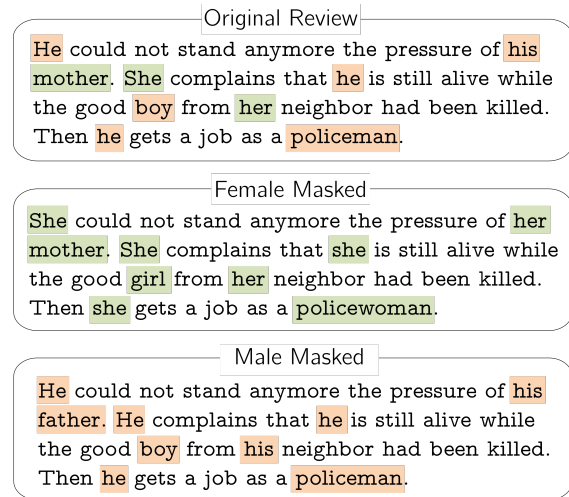 Original Review
He could not stand anymore the pressure of his
mother. She complains that he is still alive while
the good boy from her neighbor had been killed.
Then he gets a job as a policeman.
Female Masked
She could not stand anymore the pressure of her
mother. She complains that she is still alive while
the good girl from her neighbor had been killed.
Then she gets a job as a policewoman.
Male Masked
He could not stand anymore the pressure of his
father. He complains that he is still alive while
the good boy from his neighbor had been killed.
Then he gets a job as a policeman.